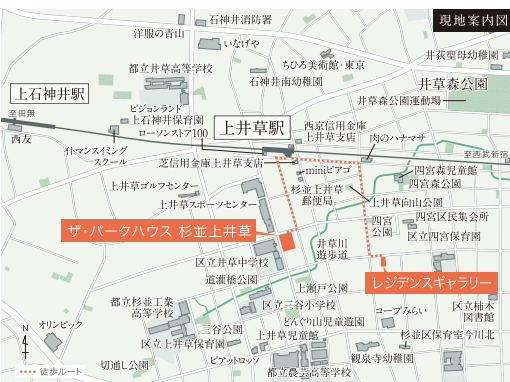 現地案内図
石神井消防署
洋服の青山
いなげや
井荻聖母幼稚園
ちひろ美術館・東京
都立井草高等学校
石神井南幼稚園
井草森公園
井草森公園運動場
上石神井駅
ビジョンランド
上石神井保育園
ローソンストア100
上井草駅
西京信用金庫
上井草支店
肉のハナマサ
至田無
西友
イトマンスイミング
スクール
芝信用金庫 上井草支店
miniピアゴ
至西武新宿
四宮森児童館
四宮森公園
上井草ゴルフセンター
杉並上井草
郵便局
上井草スポーツセンター
上井草向山公園
四宮
公園
四宮区民集会所
区立四宮保育園
ザ・パークハウス 杉並上井草
井草川
遊歩道
区立井草中学校
道灌橋公園
レジデンスギャラリー
上瀬戸公園
都立杉並工業
高等学校
区立三谷小学校
コープみらい
区立柿木
図書館
オリンピック
三谷公園
どんぐり山児童遊園
区立上井草保育園
上井草児童館
杉並区保育室今川北
N
ピアットロッソ
観泉寺幼稚園
切通し公園
都立農芸高等学校
徒歩ルート